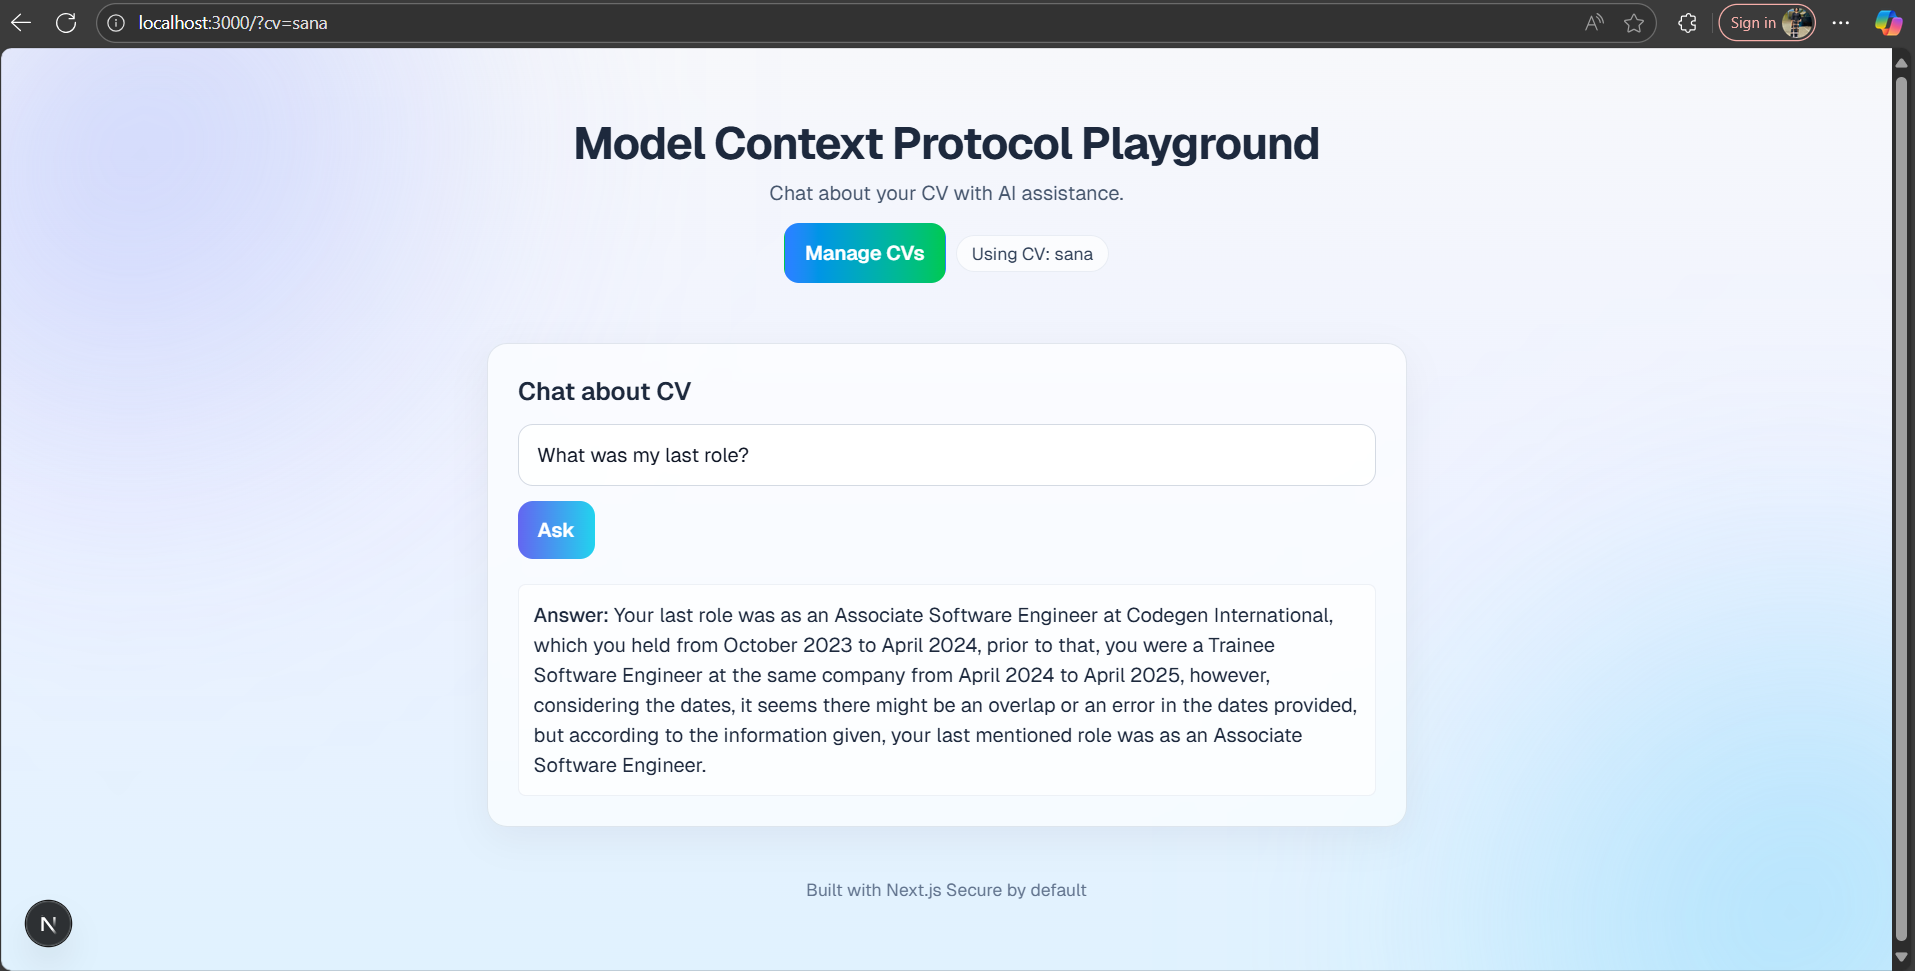 localhost:3000/?cv=sana
Sign in
Model Context Protocol Playground
Chat about your CV with AI assistance.
Manage CVs
Using CV: sana
Chat about CV
What was my last role?
Ask
Answer: Your last role was as an Associate Software Engineer at Codegen International,
which you held from October 2023 to April 2024, prior to that, you were a Trainee
Software Engineer at the same company from April 2024 to April 2025, however,
considering the dates, it seems there might be an overlap or an error in the dates provided,
but according to the information given, your last mentioned role was as an Associate
Software Engineer.
Built with Next.js Secure by default
N